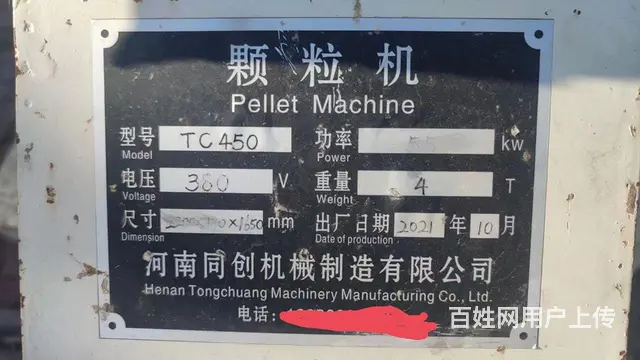 颗粒机
Pellet Machine
型号 TC450 功率 kw
Model Power
电压 380 V 重量 4 T
Voltage Weight
尺寸 ×1650 mm 出厂日期 2021 年 10 月
Dimension Date of production
河南同创机械制造有限公司
Henan Tongchuang Machinery Manufacturing Co., Ltd.
电话:
百姓网用户上传